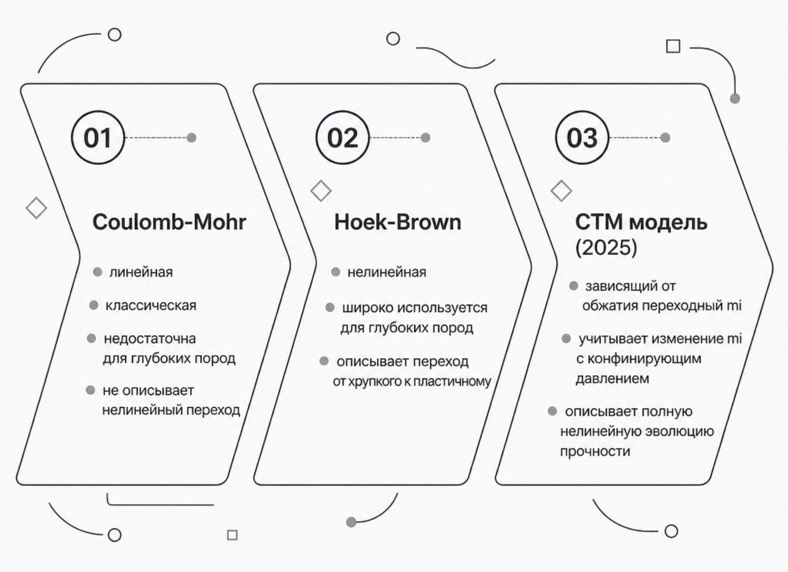 01
Coulomb-Mohr
линейная
классическая
недостаточна
для глубоких пород
не описывает
нелинейный переход
02
Hoek-Brown
нелинейная
широко используется
для глубоких пород
описывает переход
от хрупкого к пластичному
03
СТМ модель
(2025)
зависящий от
обжатия переходный mi
учитывает изменение mi
с конфинирующим
давлением
описывает полную
нелинейную эволюцию
прочности